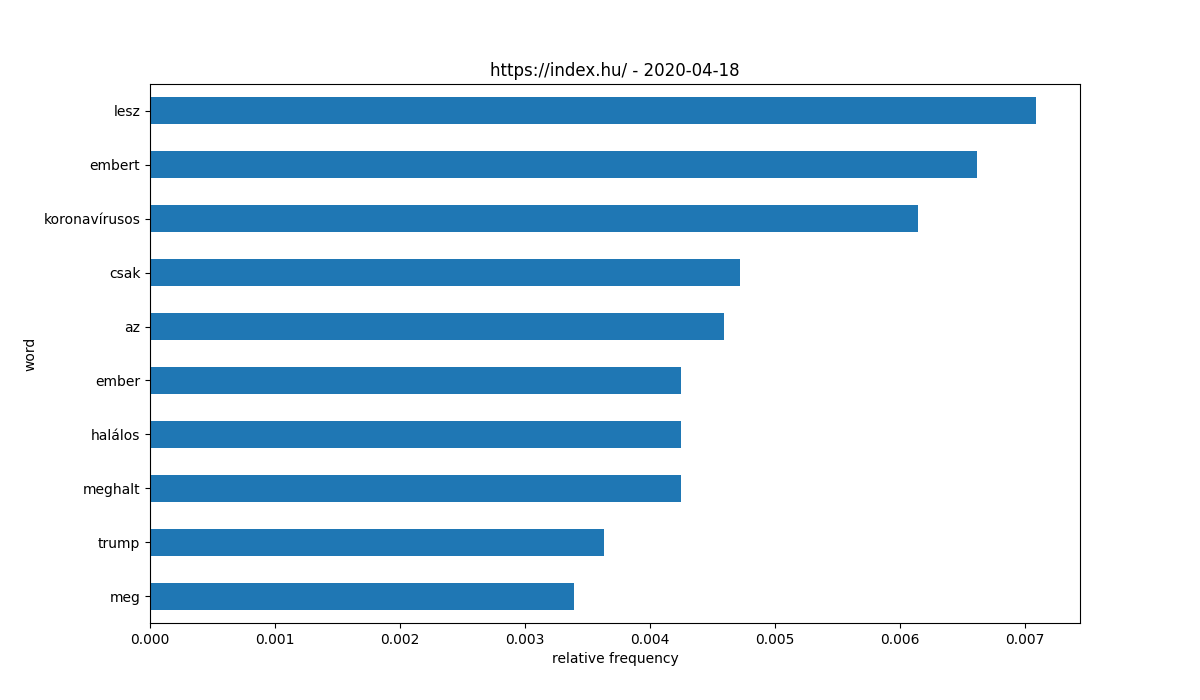 https://index.hu/ - 2020-04-18
lesz
embert
koronavírusos
csak
az
ember
halálos
meghalt
trump
meg
word
0.000 0.001 0.002 0.003 0.004 0.005 0.006 0.007
relative frequency